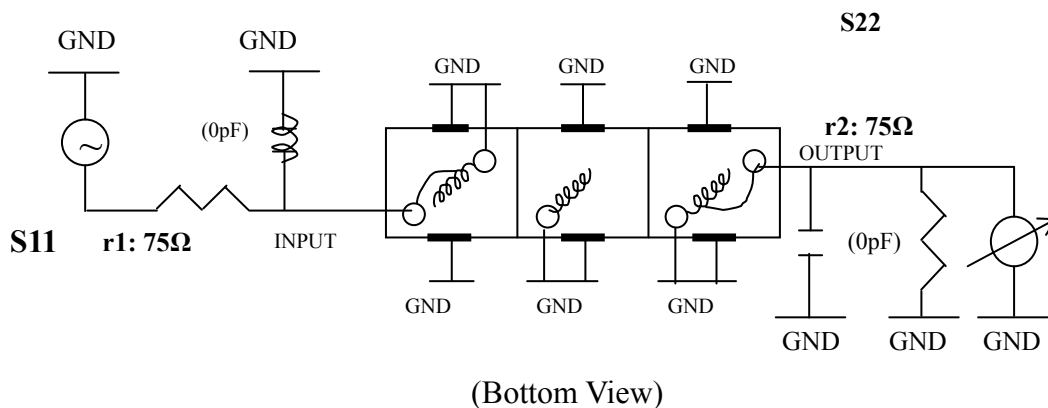 S22
GND
GND
GND
GND
GND
(0pF)
r2: 75Ω
OUTPUT
S11
r1: 75Ω
INPUT
(0pF)
GND
GND
GND
GND
GND
GND
(Bottom View)